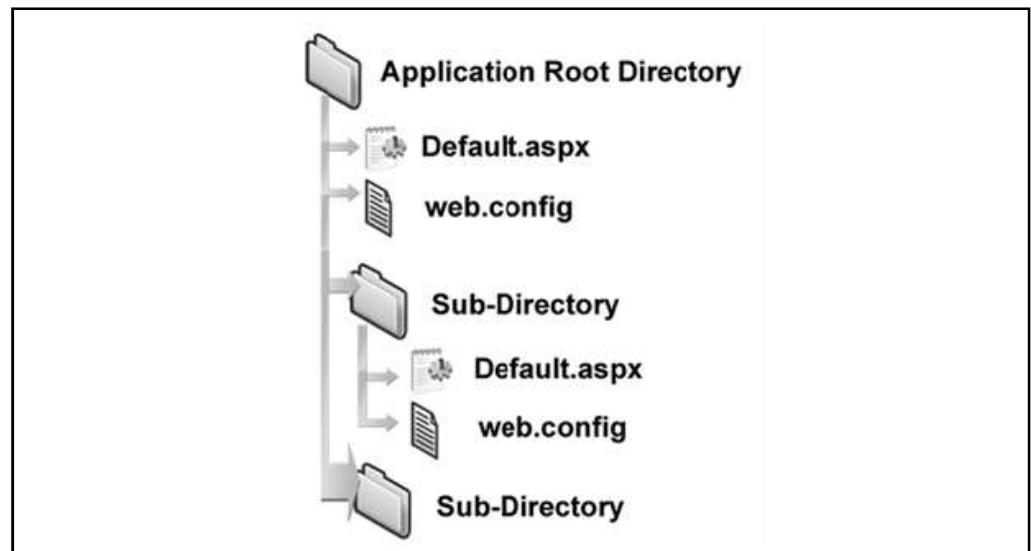 Application Root Directory
Default.aspx
web.config
Sub-Directory
Default.aspx
web.config
Sub-Directory